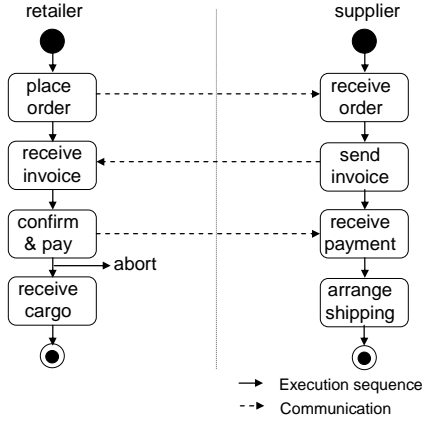 retailer
supplier
place
order
receive
order
receive
invoice
send
invoice
confirm
& pay
receive
payment
abort
receive
cargo
arrange
shipping
Execution sequence
Communication